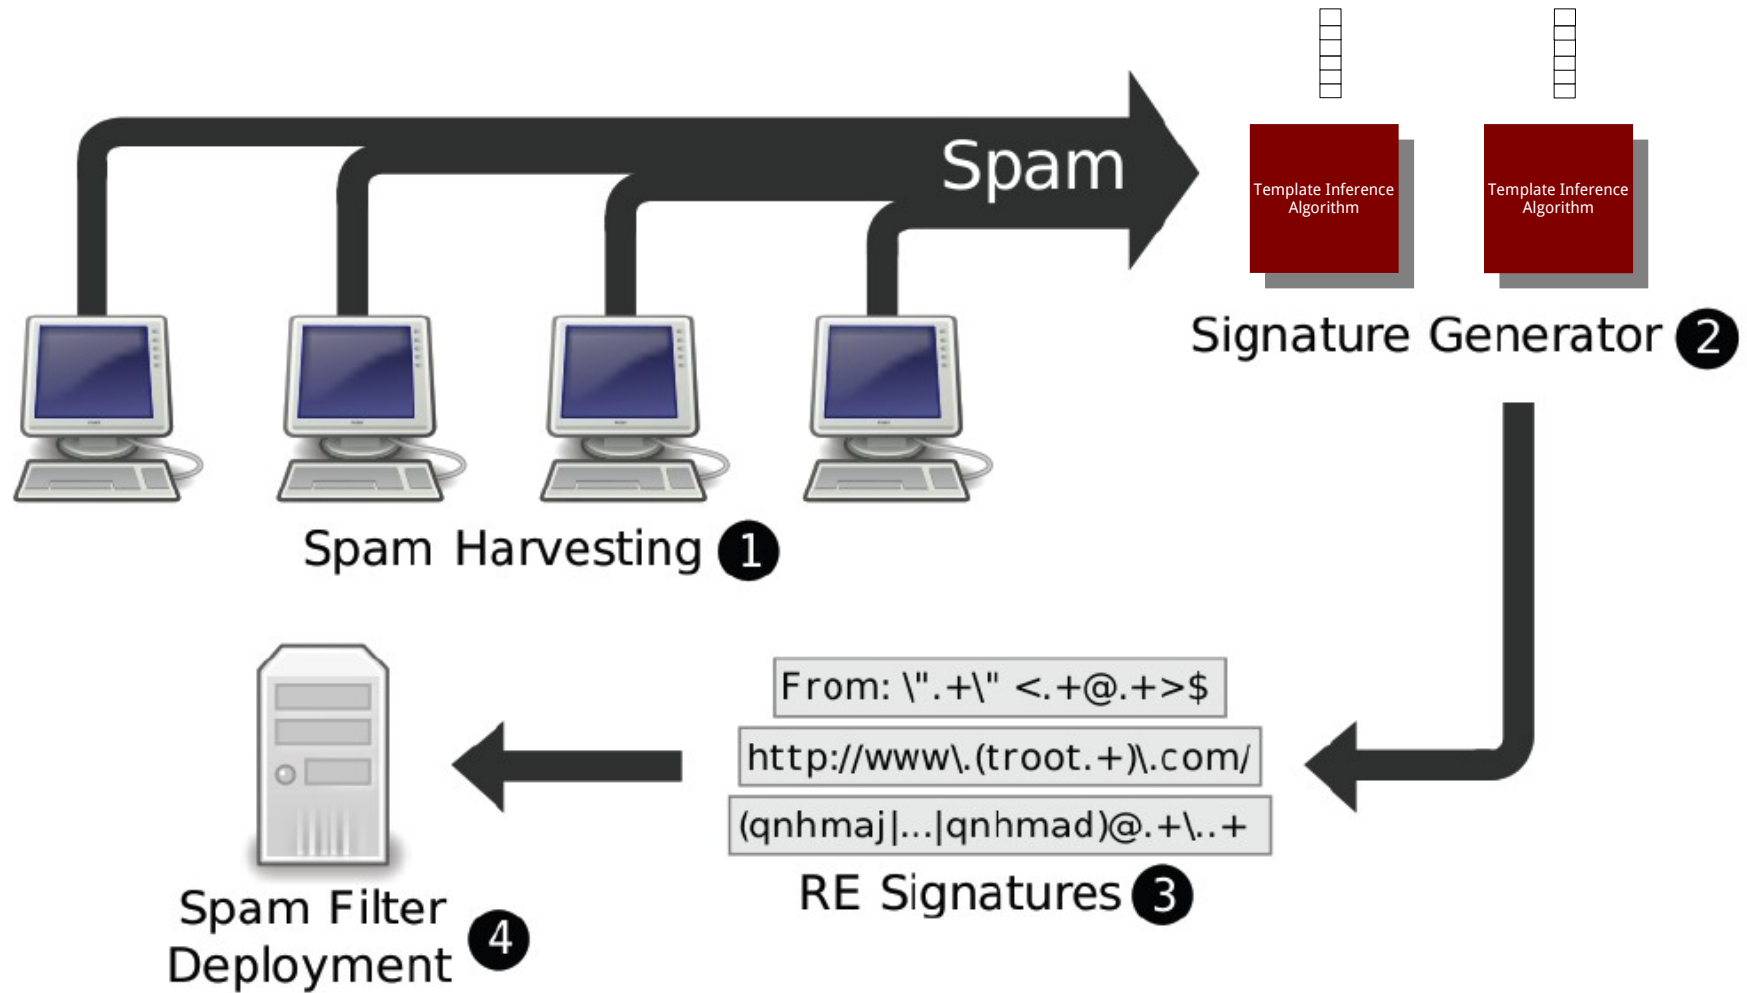 Spam
Template Inference
Algorithm
Template Inference
Algorithm
Signature Generator 2
Spam Harvesting 1
From: \".+\" <.+@.+>$
http://www\.(troot.+)\.com/
(qnhmaj|...|qnhmad)@.+\..+
RE Signatures 3
Spam Filter
Deployment 4